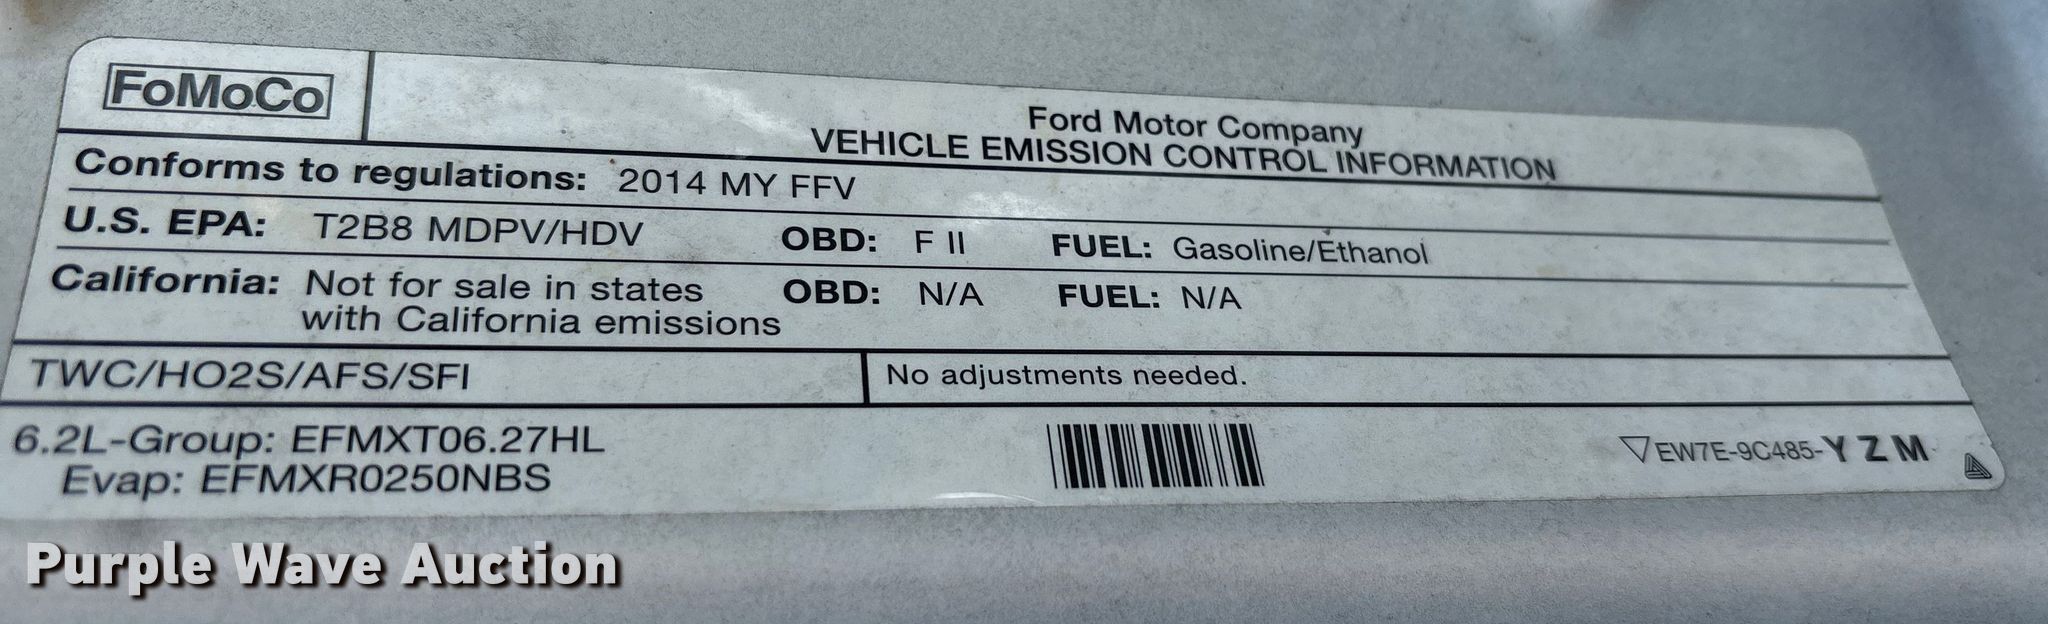 FoMoCo
Ford Motor Company
VEHICLE EMISSION CONTROL INFORMATION
Conforms to regulations: 2014 MY FFV
U.S. EPA: T2B8 MDPV/HDV OBD: F II FUEL: Gasoline/Ethanol
California: Not for sale in states OBD: N/A FUEL: N/A
with California emissions
TWC/HO2S/AFS/SFI No adjustments needed.
6.2L-Group: EFMXT06.27HL
Evap: EFMXR0250NBS
EW7E-9C485-Y Z M
Purple Wave Auction